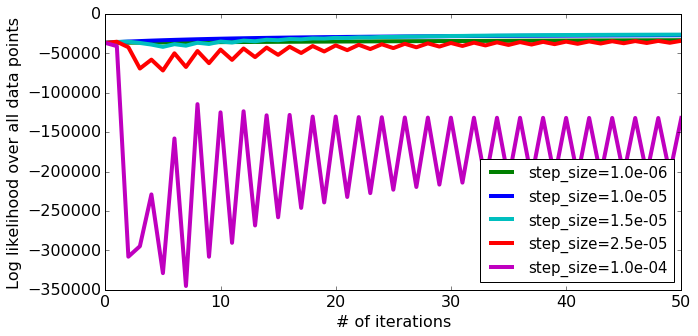 Log likelihood over all data points
0
−50000
−100000
−150000
−200000
−250000
−300000
−350000
0
10
20
30
40
50
# of iterations
step_size=1.0e-06
step_size=1.0e-05
step_size=1.5e-05
step_size=2.5e-05
step_size=1.0e-04